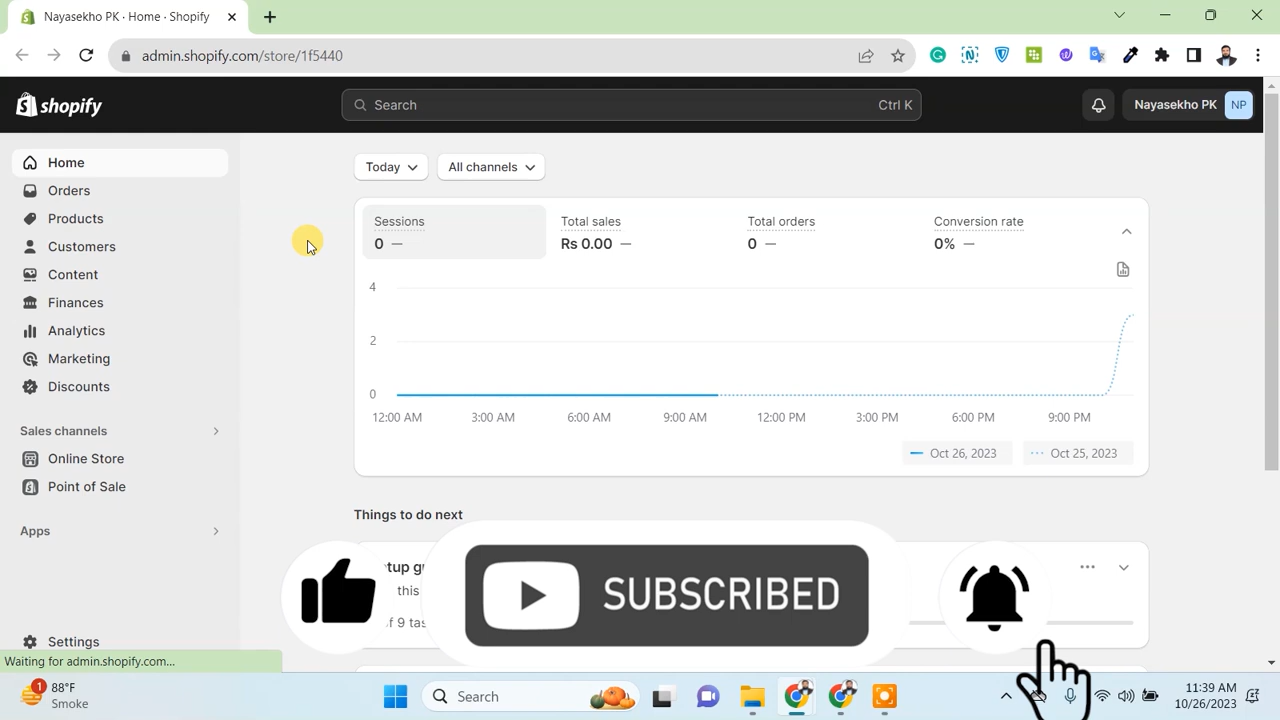 Nayasekho PK - Home - Shopify
admin.shopify.com/store/1f5440
shopify
Search
Ctrl K
Nayasekho PK
NP
Home
Orders
Products
Customers
Content
Finances
Analytics
Marketing
Discounts
Sales channels
Online Store
Point of Sale
Apps
Settings
Today
All channels
Sessions
0 —
Total sales
Rs 0.00 —
Total orders
0 —
Conversion rate
0% —
4
2
0
12:00 AM 3:00 AM 6:00 AM 9:00 AM 12:00 PM 3:00 PM 6:00 PM 9:00 PM
Oct 26, 2023
Oct 25, 2023
Things to do next
this
of 9
SUBSCRIBED
Waiting for admin.shopify.com...
1
88°F
Smoke
Search
11:39 AM
10/26/2023